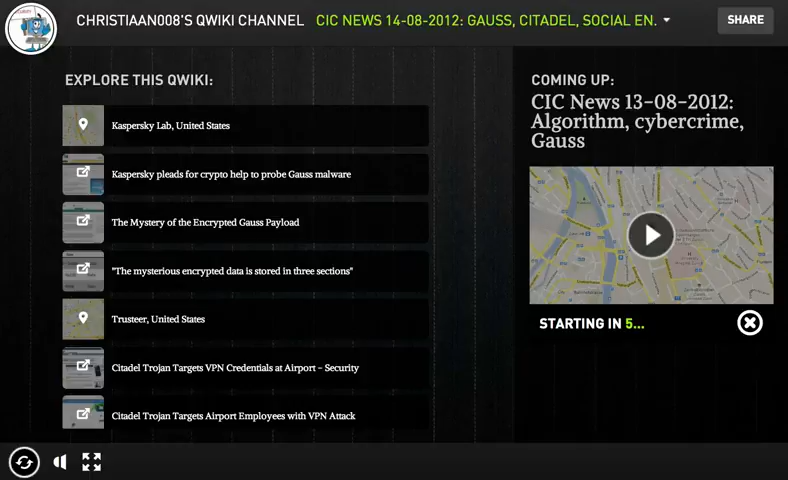 CHRISTIAAN008'S QWIKI CHANNEL
CIC NEWS 14-08-2012: GAUSS, CITADEL, SOCIAL EN.
SHARE
EXPLORE THIS QWIKI:
Kaspersky Lab, United States
Kaspersky pleads for crypto help to probe Gauss malware
The Mystery of the Encrypted Gauss Payload
"The mysterious encrypted data is stored in three sections"
Trusteer, United States
Citadel Trojan Targets VPN Credentials at Airport - Security
Citadel Trojan Targets Airport Employees with VPN Attack
COMING UP:
CIC News 13-08-2012:
Algorithm, cybercrime,
Gauss
STARTING IN 5...